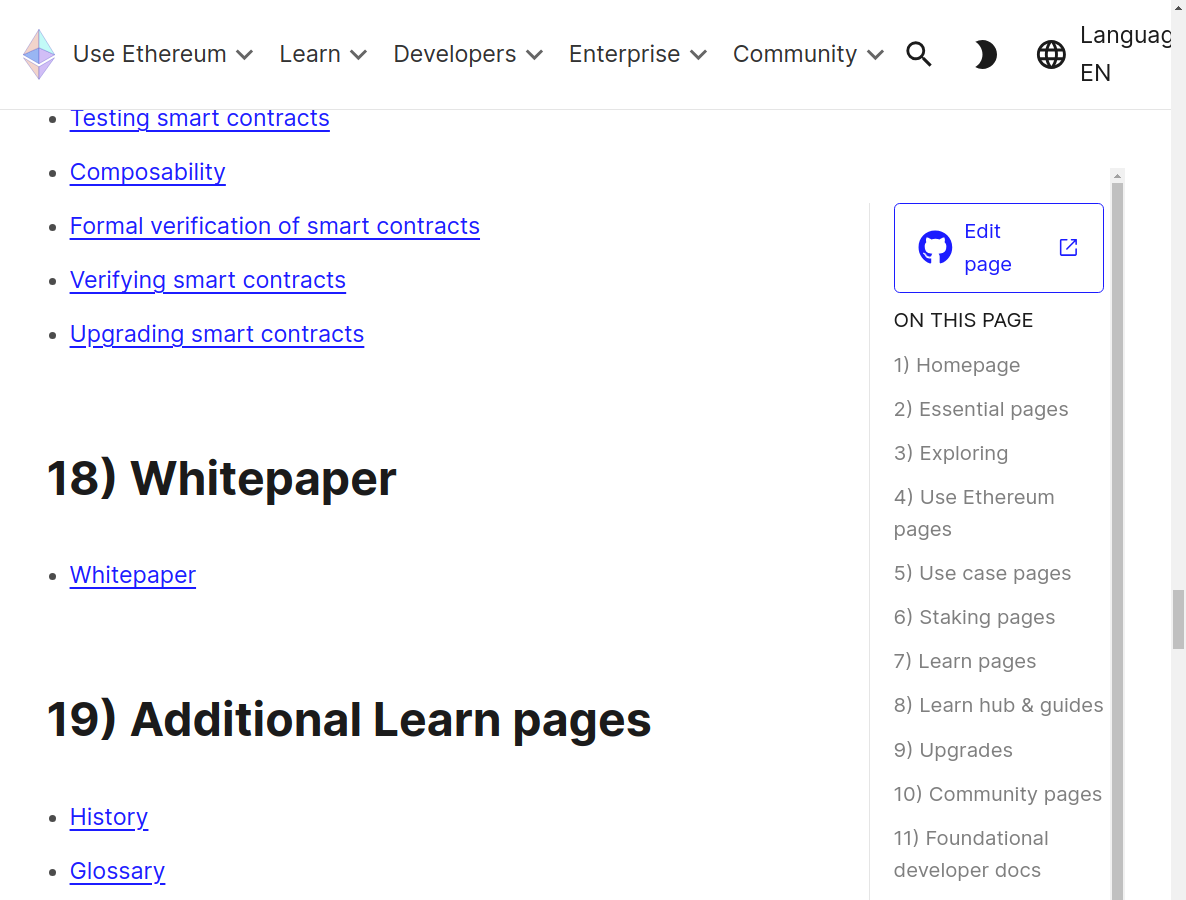 Use Ethereum Learn Developers Enterprise Community
Languag
EN
Testing smart contracts
Composability
Formal verification of smart contracts
Verifying smart contracts
Upgrading smart contracts
18) Whitepaper
Whitepaper
19) Additional Learn pages
History
Glossary
Edit
page
ON THIS PAGE
1) Homepage
2) Essential pages
3) Exploring
4) Use Ethereum
pages
5) Use case pages
6) Staking pages
7) Learn pages
8) Learn hub & guides
9) Upgrades
10) Community pages
11) Foundational
developer docs